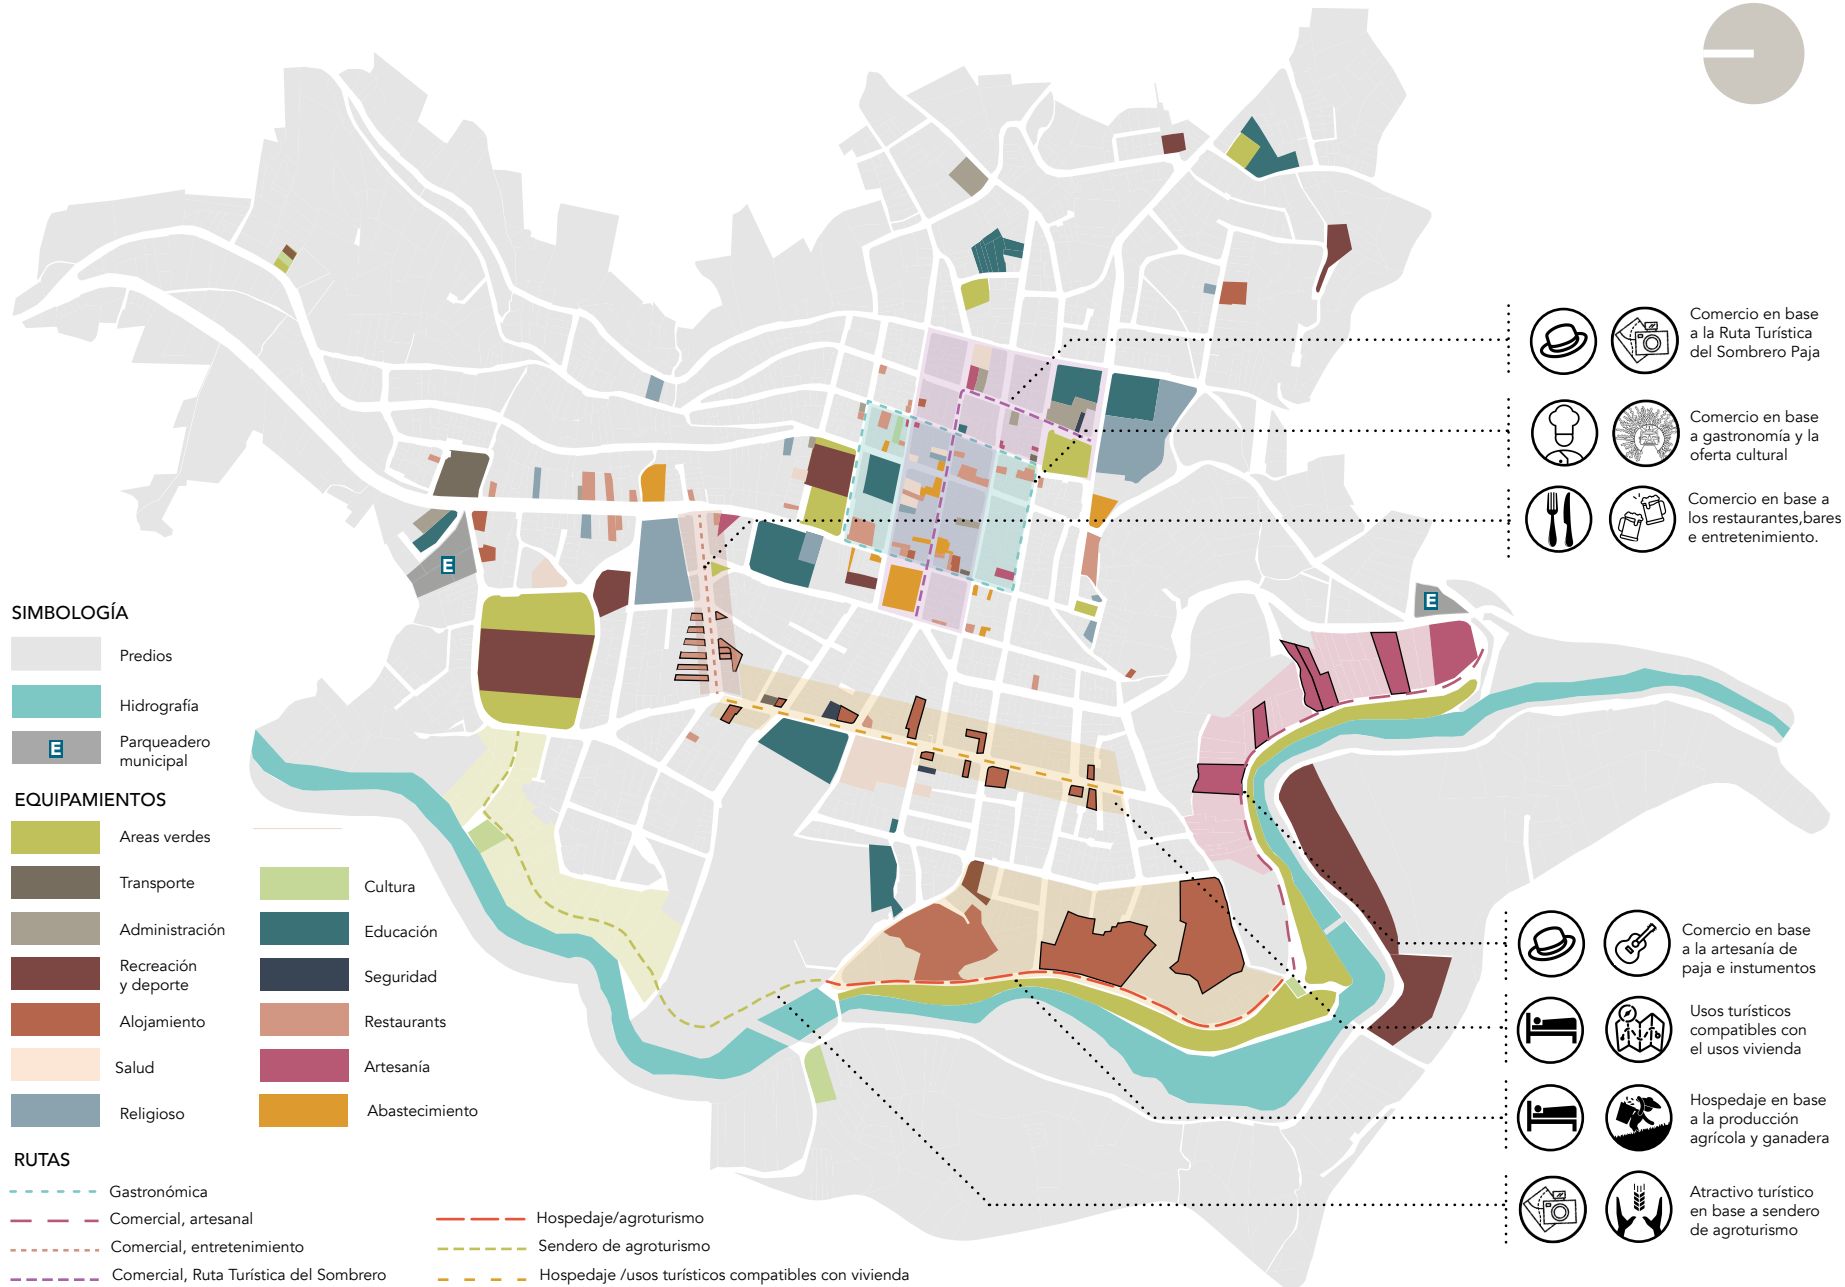 Comercio en base
a la Ruta Turística
del Sombrero Paja
Comercio en base
a gastronomía y la
oferta cultural
Comercio en base a
los restaurantes,bares
e entretenimiento.
E
E
SIMBOLOGÍA
Predios
Hidrografía
E
Parqueadero
municipal
EQUIPAMIENTOS
Areas verdes
Transporte
Administración
Recreación
y deporte
Alojamiento
Salud
Religioso
Cultura
Educación
Seguridad
Restaurants
Artesanía
Abastecimiento
RUTAS
Gastronómica
Comercial, artesanal
Comercial, entretenimiento
Comercial, Ruta Turística del Sombrero
Hospedaje/agroturismo
Sendero de agroturismo
Hospedaje /usos turísticos compatibles con vivienda
Comercio en base
a la artesanía de
paja e instumentos
Usos turísticos
compatibles con
el usos vivienda
Hospedaje en base
a la producción
agrícola y ganadera
Atractivo turístico
en base a sendero
de agroturismo